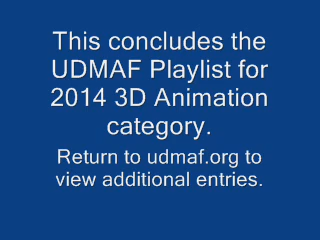 This concludes the
UDMAF Playlist for
2014 3D Animation
category.
Return to udmaf.org to
view additional entries.